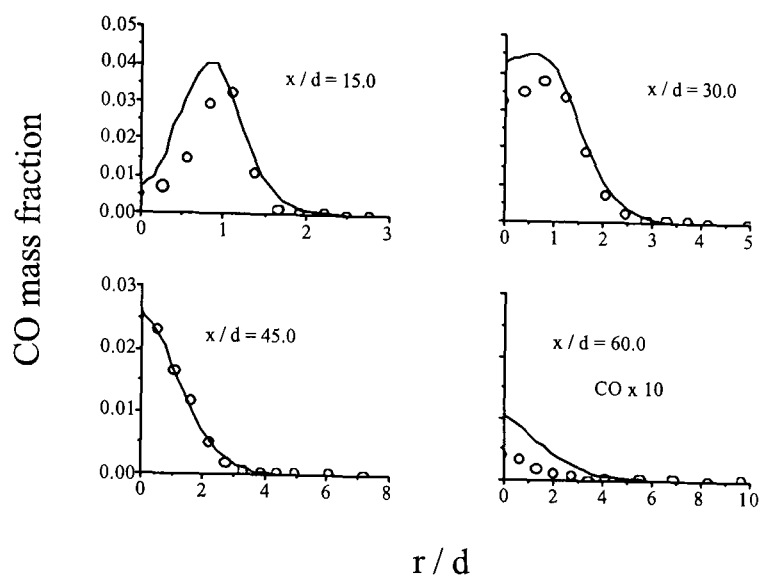 0.05
0.04
0.03
0.02
0.01
0.00
0 1 2 3
x / d = 15.0
0 1 2 3 4 5
x / d = 30.0
CO mass fraction
0.03
0.02
0.01
0.00
0 2 4 6 8
x / d = 45.0
x / d = 60.0
CO x 10
0 2 4 6 8 10
r / d